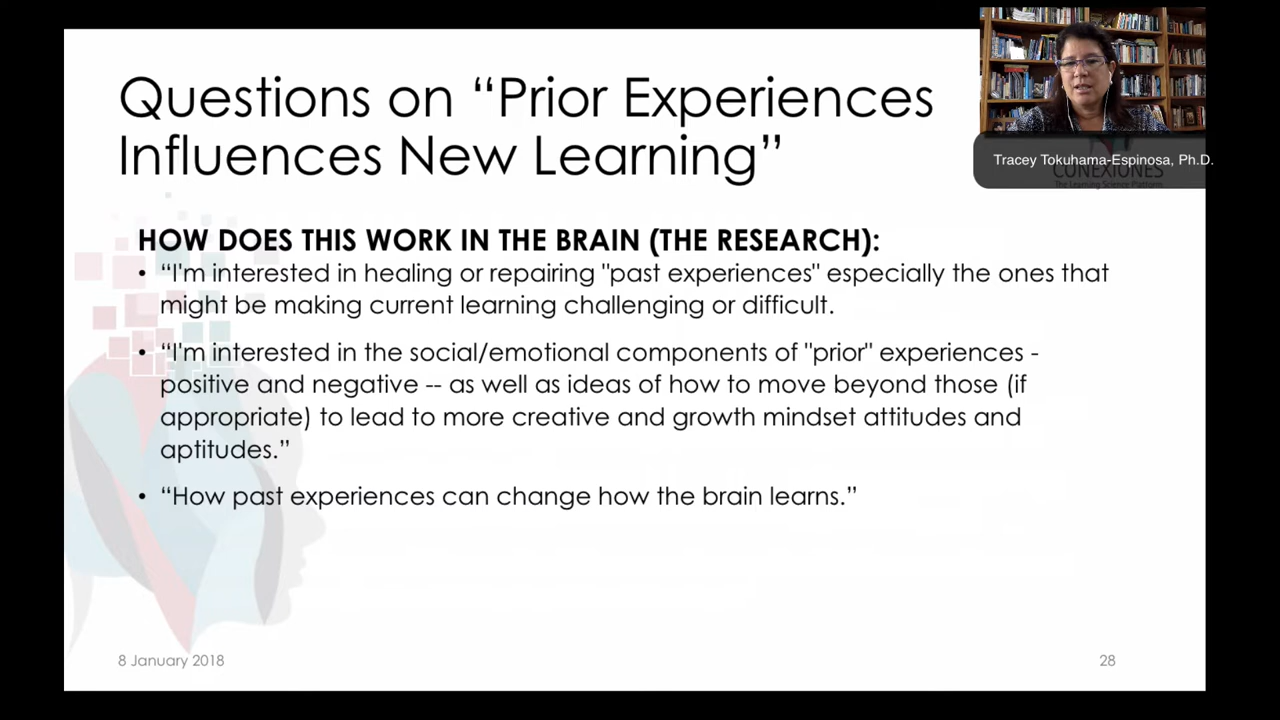 Questions on “Prior Experiences
Influences New Learning”
Tracey Tokuhama-Espinosa, Ph.D.
CONEXIONES
The Learning Science Platform
HOW DOES THIS WORK IN THE BRAIN (THE RESEARCH):
• “I'm interested in healing or repairing "past experiences" especially the ones that
might be making current learning challenging or difficult.
• “I'm interested in the social/emotional components of "prior" experiences -
positive and negative -- as well as ideas of how to move beyond those (if
appropriate) to lead to more creative and growth mindset attitudes and
aptitudes.”
• “How past experiences can change how the brain learns.”
8 January 2018
28